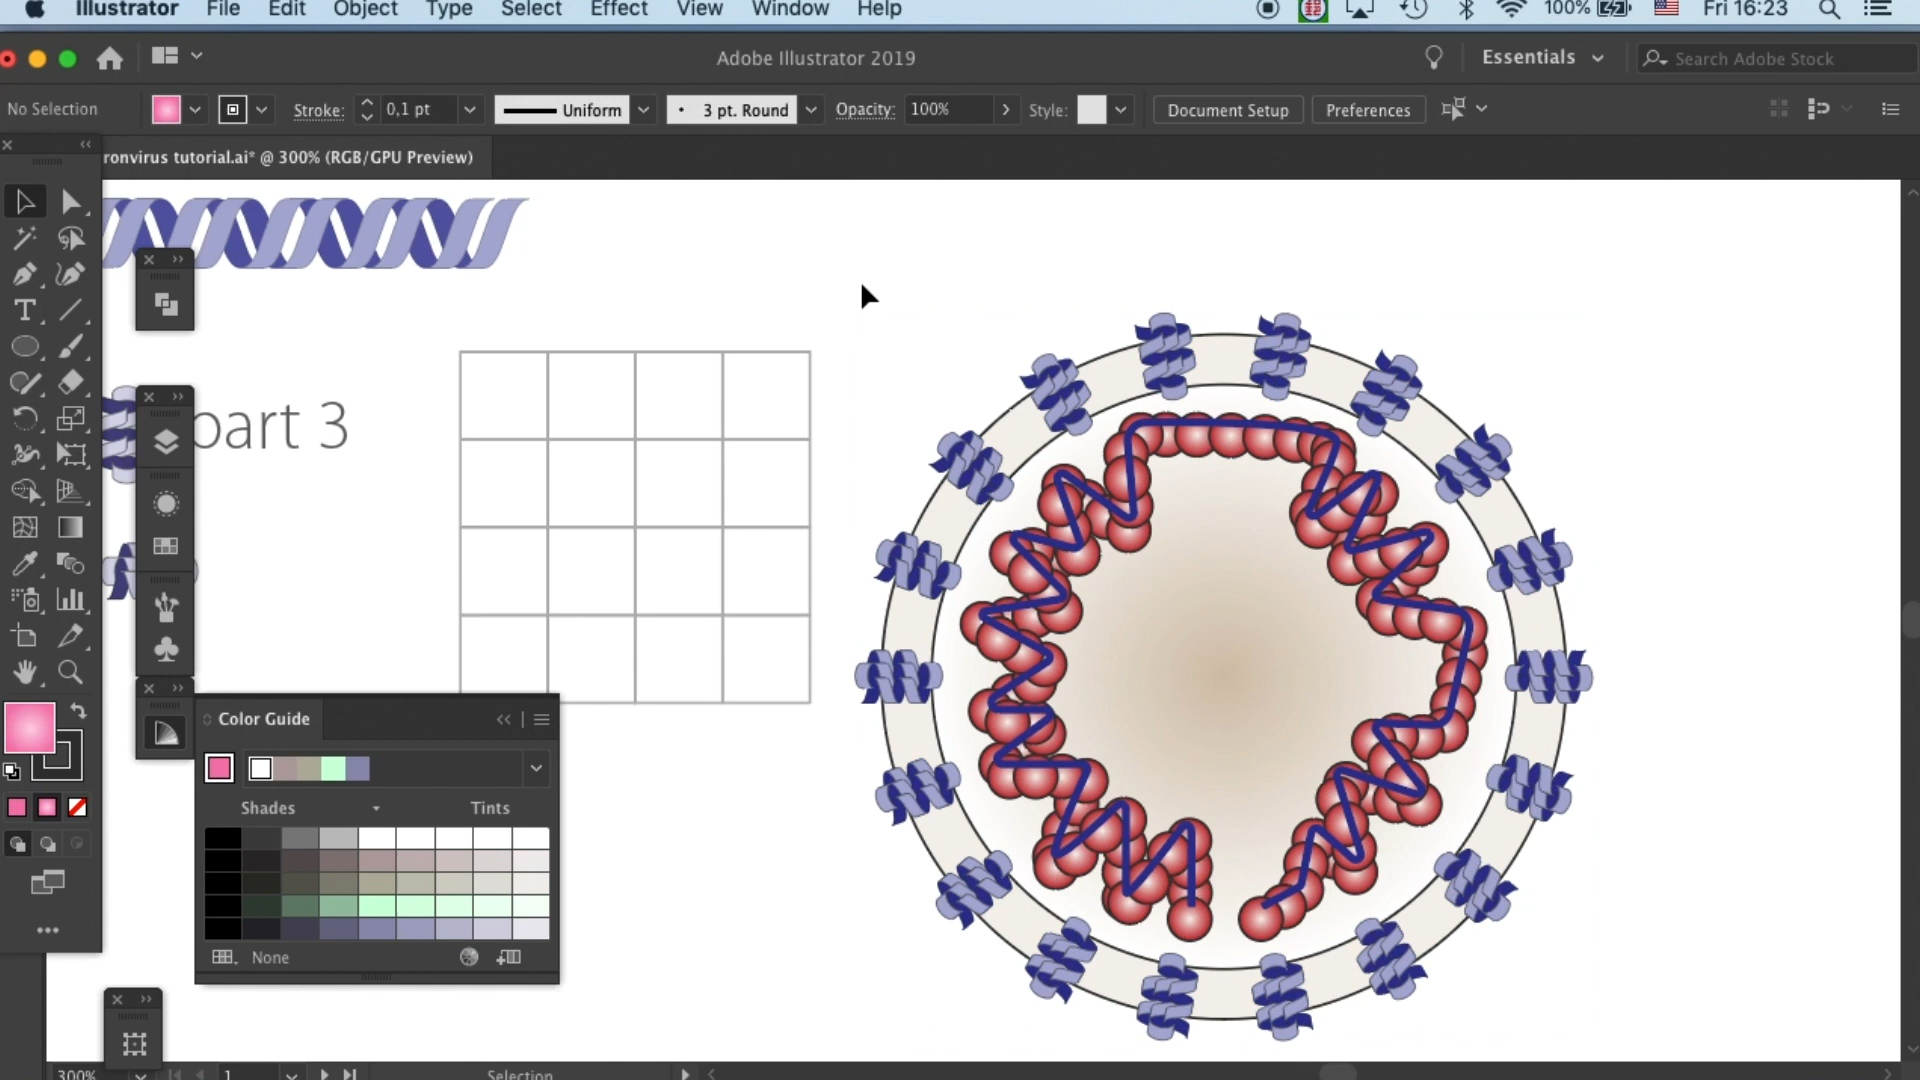 Illustrator File Edit Object Type Select Effect View Window Help 100% Fri 16:23
Adobe Illustrator 2019 Essentials Search Adobe Stock
No Selection Stroke: 0,1 pt Uniform 3 pt. Round Opacity: 100% Style: Document Setup Preferences
ronvirus tutorial.ai* @ 300% (RGB/GPU Preview)
part 3
Color Guide
Shades Tints
None
300% 1 Selection